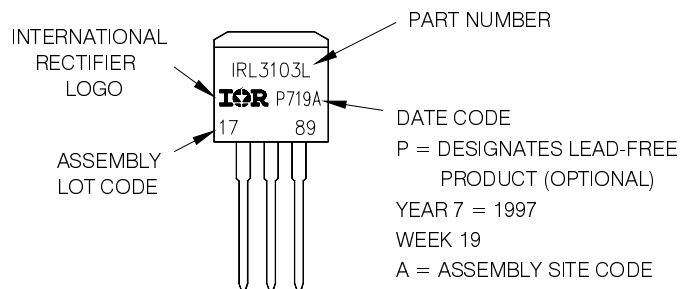 PART NUMBER
INTERNATIONAL
RECTIFIER
LOGO
IRL3103L
IOR P719A
17 89
ASSEMBLY
LOT CODE
DATE CODE
P = DESIGNATES LEAD-FREE
PRODUCT (OPTIONAL)
YEAR 7 = 1997
WEEK 19
A = ASSEMBLY SITE CODE